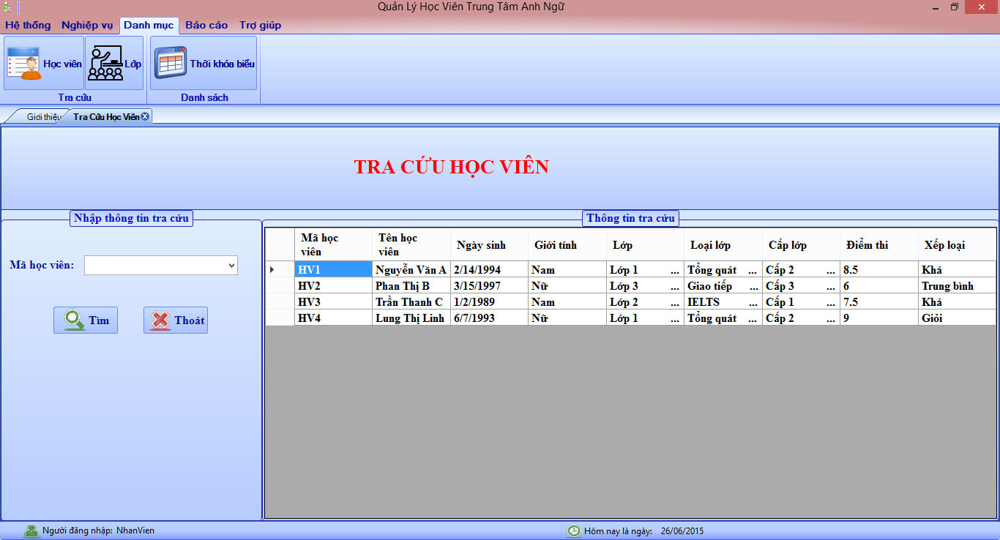 Quản Lý Học Viên Trung Tâm Anh Ngữ
Hệ thống Nghiệp vụ Danh mục Báo cáo Trợ giúp
Học viên Lớp Thời khóa biểu
Tra cứu Danh sách
Giới thiệu Tra Cứu Học Viên
TRA CỨU HỌC VIÊN
Nhập thông tin tra cứu
Mã học viên:
Tìm Thoát
Thông tin tra cứu
Mã học viên Tên học viên Ngày sinh Giới tính Lớp Loại lớp Cấp lớp Điểm thi Xếp loại
HV1 Nguyễn Văn A 2/14/1994 Nam Lớp 1 ... Tổng quát ... Cấp 2 ... 8.5 Khá
HV2 Phan Thị B 3/15/1997 Nữ Lớp 3 ... Giao tiếp ... Cấp 3 ... 6 Trung bình
HV3 Trần Thanh C 1/2/1989 Nam Lớp 2 ... IELTS ... Cấp 1 ... 7.5 Khá
HV4 Lung Thị Linh 6/7/1993 Nữ Lớp 1 ... Tổng quát ... Cấp 2 ... 9 Giỏi
Người đăng nhập: NhanVien Hôm nay là ngày: 26/06/2015